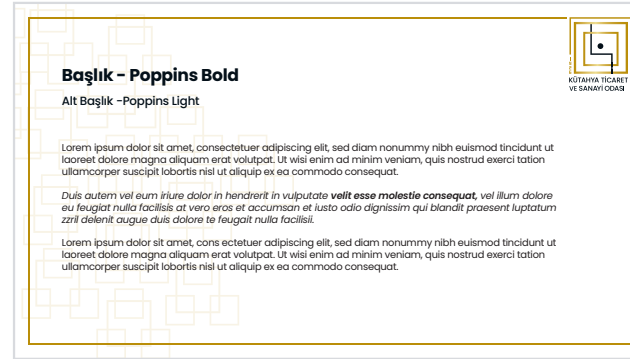 KÜTAHYA TİCARET
VE SANAYİ ODASI
Başlık - Poppins Bold
Alt Başlık -Poppins Light
Lorem ipsum dolor sit amet, consectetuer adipiscing elit, sed diam nonummy nibh euismod tincidunt ut
laoreet dolore magna aliquam erat volutpat. Ut wisi enim ad minim veniam, quis nostrud exerci tation
ullamcorper suscipit lobortis nisl ut aliquip ex ea commodo consequat.
Duis autem vel eum iriure dolor in hendrerit in vulputate velit esse molestie consequat, vel illum dolore
eu feugiat nulla facilisis at vero eros et accumsan et iusto odio dignissim qui blandit praesent luptatum
zzril delenit augue duis dolore te feugait nulla facilisii.
Lorem ipsum dolor sit amet, cons ectetuer adipiscing elit, sed diam nonummy nibh euismod tincidunt ut
laoreet dolore magna aliquam erat volutpat. Ut wisi enim ad minim veniam, quis nostrud exerci tation
ullamcorper suscipit lobortis nisl ut aliquip ex ea commodo consequat.